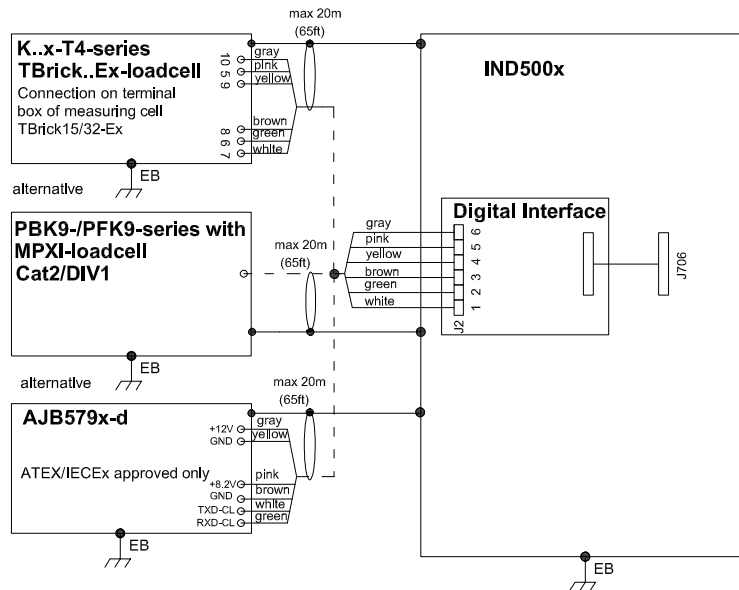 max 20m
(65ft)
K..x-T4-series
TBrick..Ex-loadcell
Connection on terminal
box of measuring cell
TBrick15/32-Ex
10 gray
5 pink
9 yellow
8 brown
6 green
7 white
EB
IND500x
alternative
PBK9-/PFK9-series with
MPXI-loadcell
Cat2/DIV1
max 20m
(65ft)
EB
Digital Interface
gray 6
pink 5
yellow 4
brown 3
green 2
white 1
J2
J706
alternative
max 20m
(65ft)
AJB579x-d
ATEX/IECEx approved only
+12V gray
GND yellow
+8.2V pink
GND brown
TXD-CL white
RXD-CL green
EB
EB